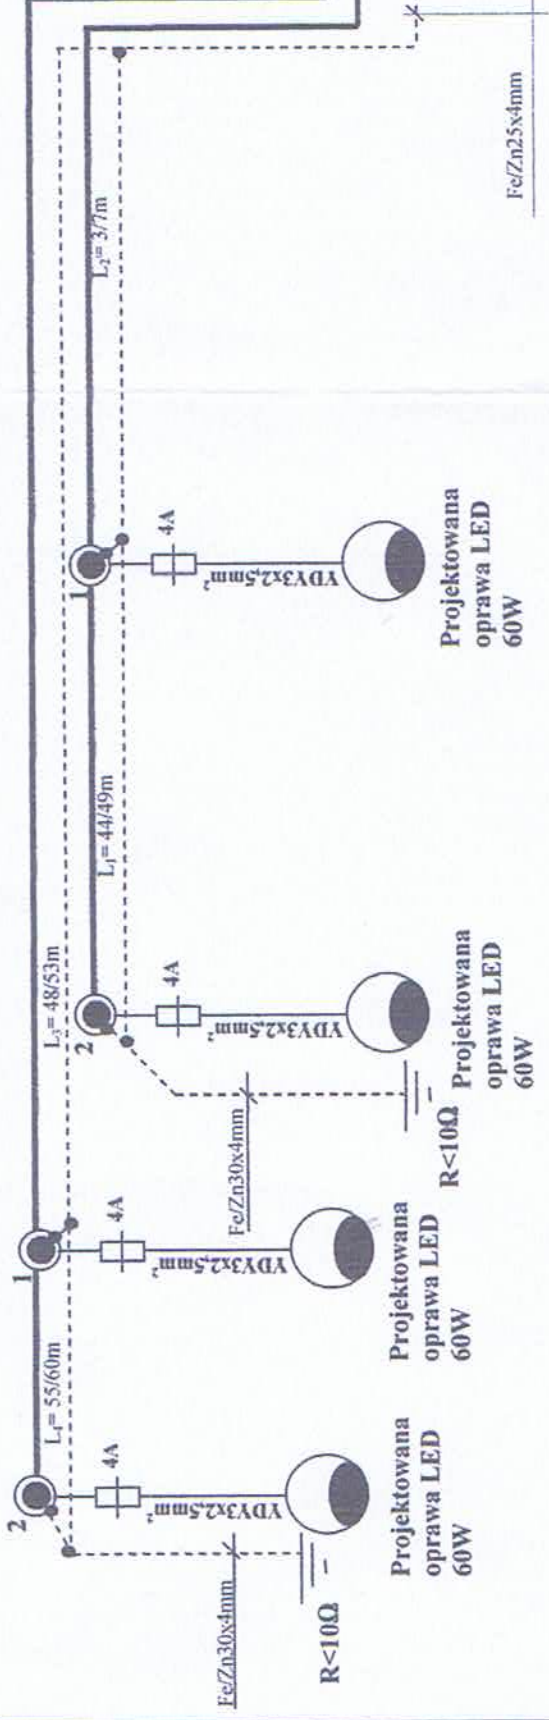 L₃= 48/53m
L₄= 55/60m
L₁= 44/49m
L₂= 3/7m
2
1
2
1
4A
4A
4A
4A
YDY3x2,5mm²
YDY3x2,5mm²
YDY3x2,5mm²
YDY3x2,5mm²
Fe/Zn30x4mm
Fe/Zn30x4mm
R<10Ω
R<10Ω
Projektowana
oprawa LED
60W
Projektowana
oprawa LED
60W
Projektowana
oprawa LED
60W
Projektowana
oprawa LED
60W
Fe/Zn25x4mm